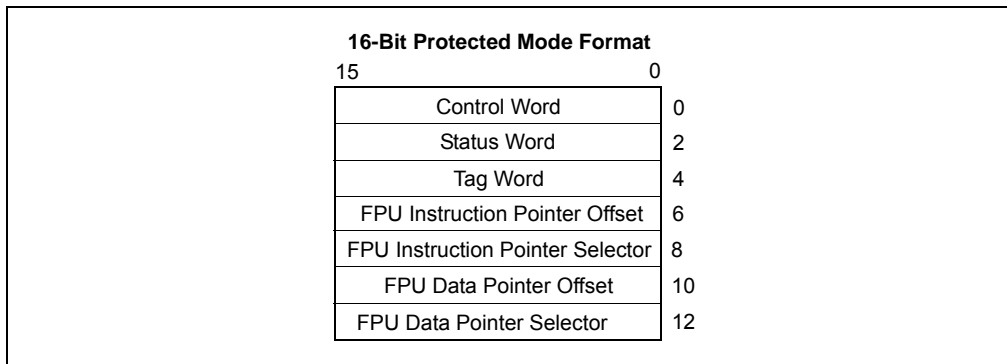 16-Bit Protected Mode Format
15 0
Control Word 0
Status Word 2
Tag Word 4
FPU Instruction Pointer Offset 6
FPU Instruction Pointer Selector 8
FPU Data Pointer Offset 10
FPU Data Pointer Selector 12